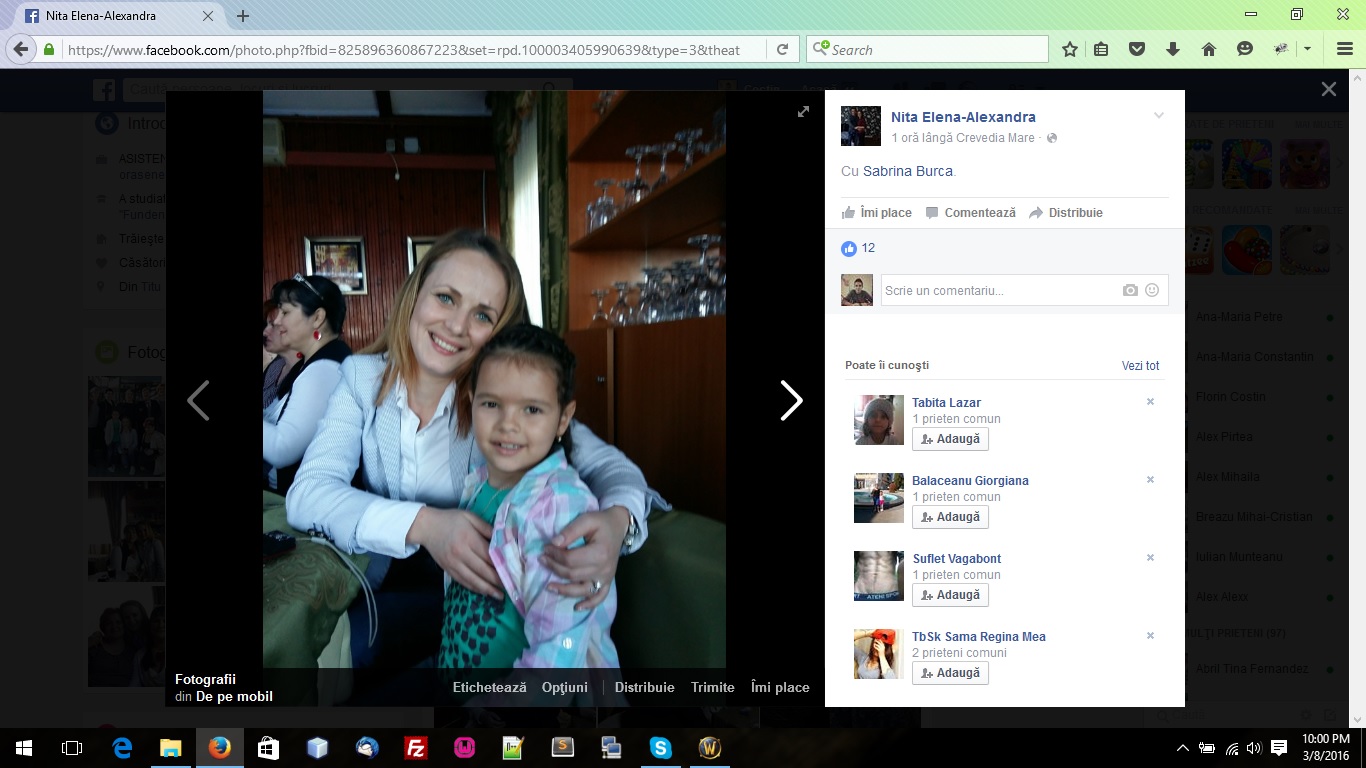 Nita Elena-Alexandra
https://www.facebook.com/photo.php?fbid=825896360867223&set=rpd.100003405990639&type=3&theat
Search
Nita Elena-Alexandra
1 oră lângă Crevedia Mare ·
Cu Sabrina Burca.
Îmi place Comentează Distribuie
12
Scrie un comentariu...
Poate îi cunoşti Vezi tot
Tabita Lazar
1 prieten comun
Adaugă
Balaceanu Giorgiana
1 prieten comun
Adaugă
Suflet Vagabont
1 prieten comun
Adaugă
TbSk Sama Regina Mea
2 prieteni comuni
Adaugă
Fotografii
din De pe mobil
Etichetează Opţiuni Distribuie Trimite Îmi place
Ana-Maria Petre
Ana-Maria Constantin
Florin Costin
Alex Pirlea
Alex Mihaila
Breazu Mihai-Cristian
Iulian Munteanu
Alex Alexx
Abril Tina Fernandez
10:00 PM
3/8/2016